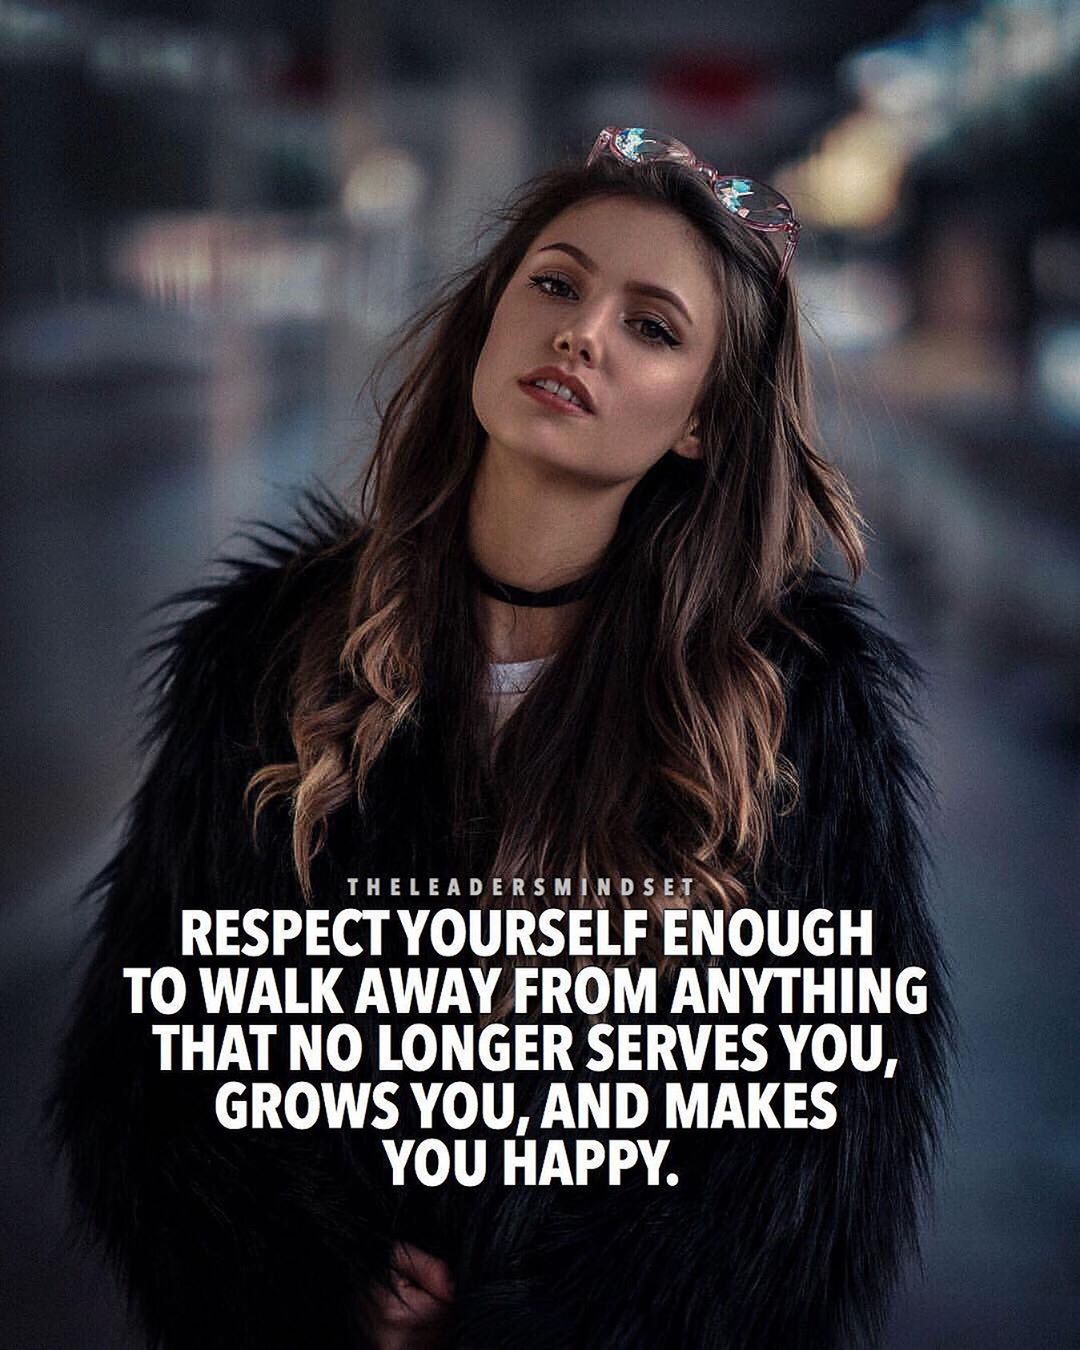 THELEADERSMINDSET
RESPECT YOURSELF ENOUGH
TO WALK AWAY FROM ANYTHING
THAT NO LONGER SERVES YOU,
GROWS YOU, AND MAKES
YOU HAPPY.